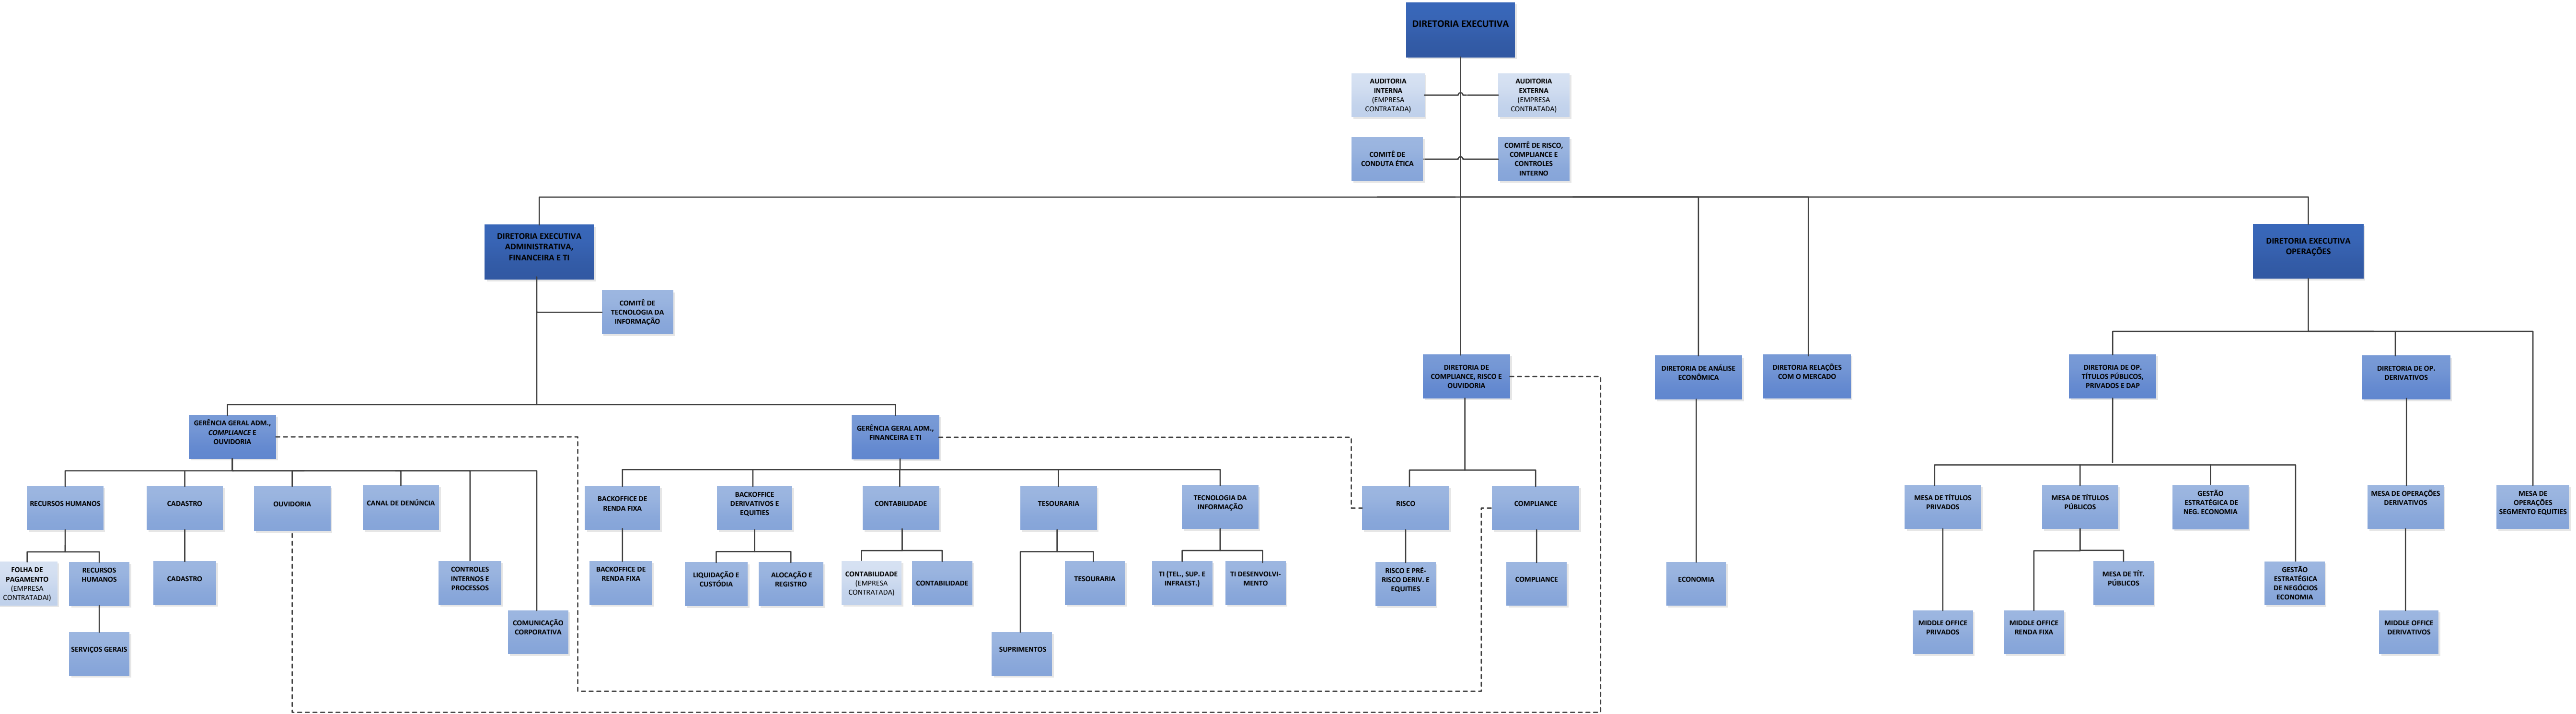 DIRETORIA EXECUTIVA
AUDITORIA
INTERNA
(EMPRESA
CONTRATADA)
AUDITORIA
EXTERNA
(EMPRESA
CONTRATADA)
COMITÊ DE
CONDUTA ÉTICA
COMITÊ DE RISCO,
COMPLIANCE E
CONTROLES
INTERNO
DIRETORIA EXECUTIVA
ADMINISTRATIVA,
FINANCEIRA E TI
DIRETORIA EXECUTIVA
OPERAÇÕES
COMITÊ DE
TECNOLOGIA DA
INFORMAÇÃO
DIRETORIA DE
COMPLIANCE, RISCO E
OUVIDORIA
DIRETORIA DE ANÁLISE
ECONÔMICA
DIRETORIA RELAÇÕES
COM O MERCADO
DIRETORIA DE OP.
TÍTULOS PÚBLICOS,
PRIVADOS E DAP
DIRETORIA DE OP.
DERIVATIVOS
GERÊNCIA GERAL ADM.,
COMPLIANCE E
OUVIDORIA
GERÊNCIA GERAL ADM.,
FINANCEIRA E TI
RECURSOS HUMANOS
CADASTRO
OUVIDORIA
CANAL DE DENÚNCIA
BACKOFFICE DE
RENDA FIXA
BACKOFFICE
DERIVATIVOS E
EQUITIES
CONTABILIDADE
TESOURARIA
TECNOLOGIA DA
INFORMAÇÃO
RISCO
COMPLIANCE
MESA DE TÍTULOS
PRIVADOS
MESA DE TÍTULOS
PÚBLICOS
GESTÃO
ESTRATÉGICA DE
NEG. ECONOMIA
MESA DE OPERAÇÕES
DERIVATIVOS
MESA DE
OPERAÇÕES
SEGMENTO EQUITIES
FOLHA DE
PAGAMENTO
(EMPRESA
CONTRATADAI)
RECURSOS
HUMANOS
CADASTRO
CONTROLES
INTERNOS E
PROCESSOS
BACKOFFICE DE
RENDA FIXA
LIQUIDAÇÃO E
CUSTÓDIA
ALOCAÇÃO E
REGISTRO
CONTABILIDADE
(EMPRESA
CONTRATADA)
CONTABILIDADE
TESOURARIA
TI (TEL., SUP. E
INFRAEST.)
TI DESENVOLVI-
MENTO
RISCO E PRÉ-
RISCO DERIV. E
EQUITIES
COMPLIANCE
ECONOMIA
MESA DE TÍT.
PÚBLICOS
GESTÃO
ESTRATÉGICA
DE NEGÓCIOS
ECONOMIA
COMUNICAÇÃO
CORPORATIVA
MIDDLE OFFICE
PRIVADOS
MIDDLE OFFICE
RENDA FIXA
MIDDLE OFFICE
DERIVATIVOS
SERVIÇOS GERAIS
SUPRIMENTOS